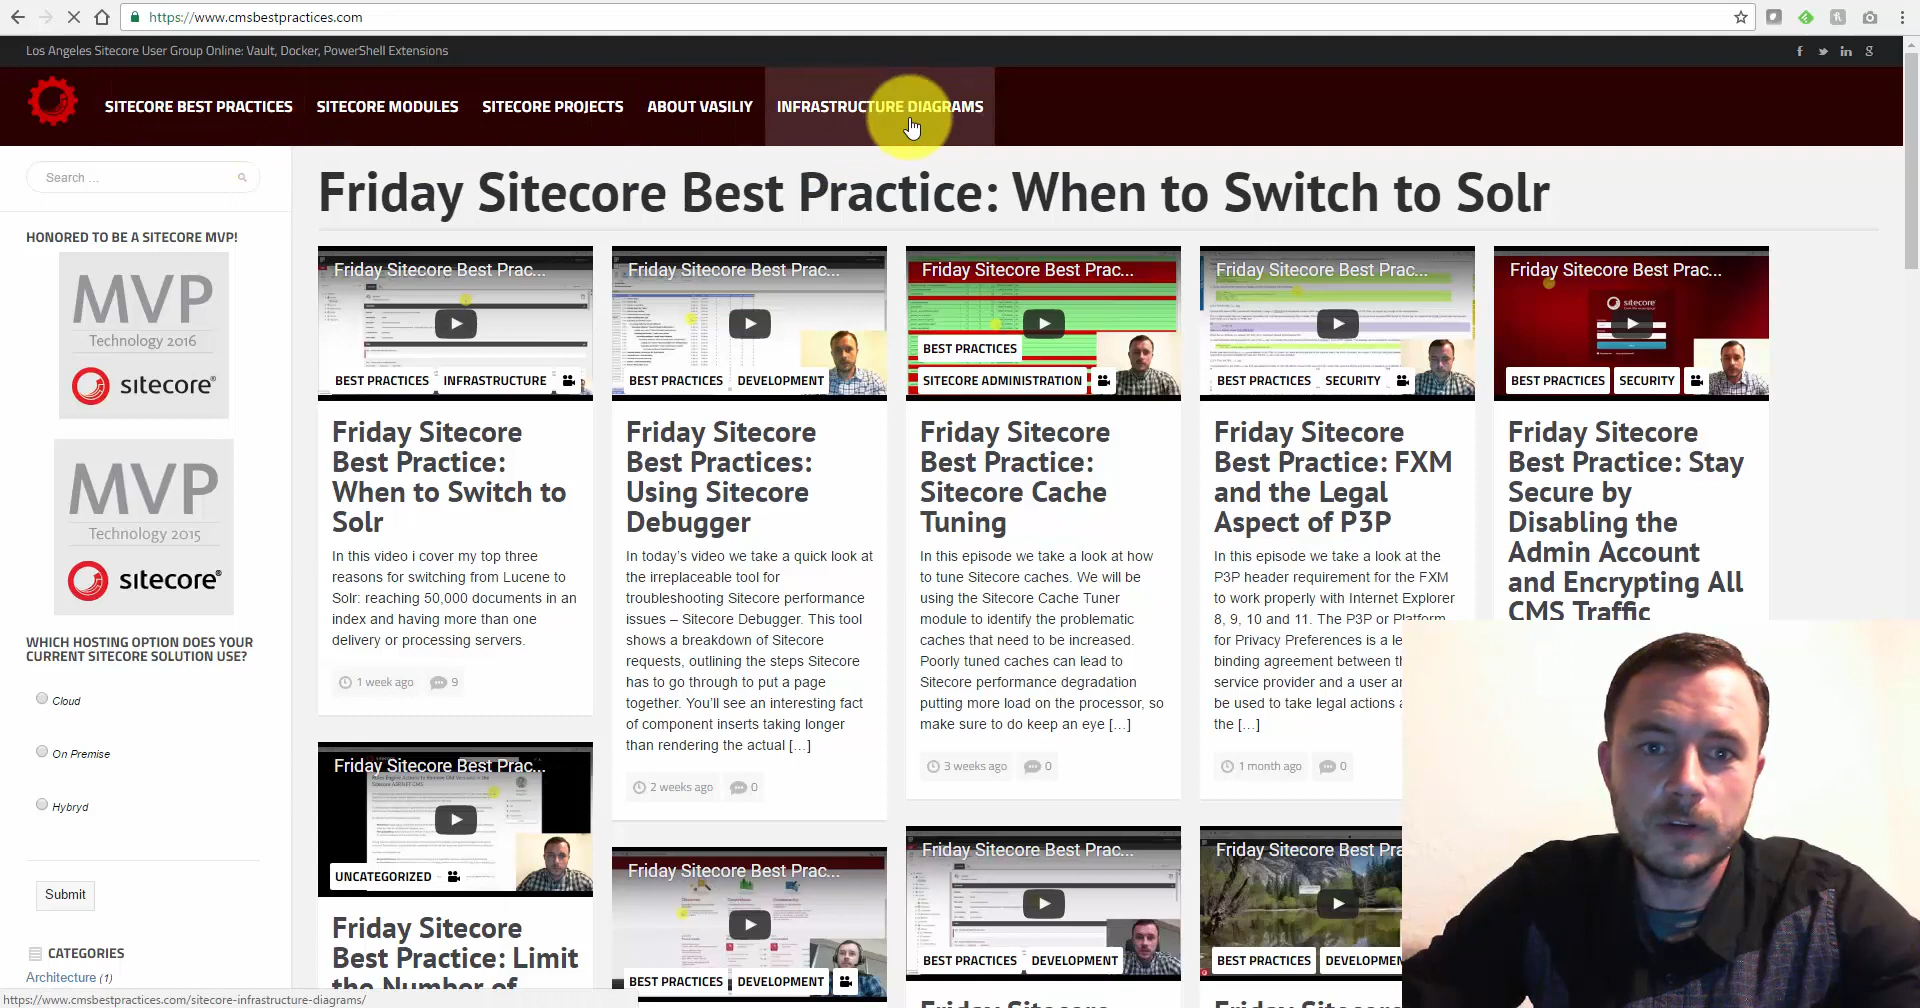 https://www.cmsbestpractices.com
Los Angeles Sitecore User Group Online: Vault, Docker, PowerShell Extensions
SITECORE BEST PRACTICES SITECORE MODULES SITECORE PROJECTS ABOUT VASILIY INFRASTRUCTURE DIAGRAMS
Search ...
HONORED TO BE A SITECORE MVP!
MVP
Technology 2016
sitecore®
MVP
Technology 2015
sitecore®
WHICH HOSTING OPTION DOES YOUR
CURRENT SITECORE SOLUTION USE?
Cloud
On Premise
Hybryd
Submit
CATEGORIES
Architecture (1)
Friday Sitecore Best Practice: When to Switch to Solr
Friday Sitecore Best Prac...
BEST PRACTICES INFRASTRUCTURE
Friday Sitecore
Best Practice:
When to Switch to
Solr
In this video i cover my top three
reasons for switching from Lucene to
Solr: reaching 50,000 documents in an
index and having more than one
delivery or processing servers.
1 week ago 9
Friday Sitecore Best Prac...
UNCATEGORIZED
Friday Sitecore
Best Practice: Limit
the Number of
Friday Sitecore Best Prac...
BEST PRACTICES DEVELOPMENT
Friday Sitecore
Best Practices:
Using Sitecore
Debugger
In today's video we take a quick look at
the irreplaceable tool for
troubleshooting Sitecore performance
issues – Sitecore Debugger. This tool
shows a breakdown of Sitecore
requests, outlining the steps Sitecore
has to go through to put a page
together. You'll see an interesting fact
of component inserts taking longer
than rendering the actual […]
2 weeks ago 0
Friday Sitecore Best Prac...
BEST PRACTICES DEVELOPMENT
Friday Sitecore Best Prac...
BEST PRACTICES
SITECORE ADMINISTRATION
Friday Sitecore
Best Practice:
Sitecore Cache
Tuning
In this episode we take a look at how
to tune Sitecore caches. We will be
using the Sitecore Cache Tuner
module to identify the problematic
caches that need to be increased.
Poorly tuned caches can lead to
Sitecore performance degradation
putting more load on the processor, so
make sure to do keep an eye […]
3 weeks ago 0
Friday Sitecore Best Prac...
BEST PRACTICES DEVELOPMENT
Friday Sitecore
Friday Sitecore Best Prac...
BEST PRACTICES SECURITY
Friday Sitecore
Best Practice: FXM
and the Legal
Aspect of P3P
In this episode we take a look at the
P3P header requirement for the FXM
to work properly with Internet Explorer
8, 9, 10 and 11. The P3P or Platform
for Privacy Preferences is a le
binding agreement between th
service provider and a user a
be used to take legal actions a
the […]
1 month ago 0
Friday Sitecore Best Prac
BEST PRACTICES DEVELOPMEN
Friday Sitecore
Friday Sitecore Best Prac...
sitecore
BEST PRACTICES SECURITY
Friday Sitecore
Best Practice: Stay
Secure by
Disabling the
Admin Account
and Encrypting All
CMS Traffic
https://www.cmsbestpractices.com/sitecore-infrastructure-diagrams/